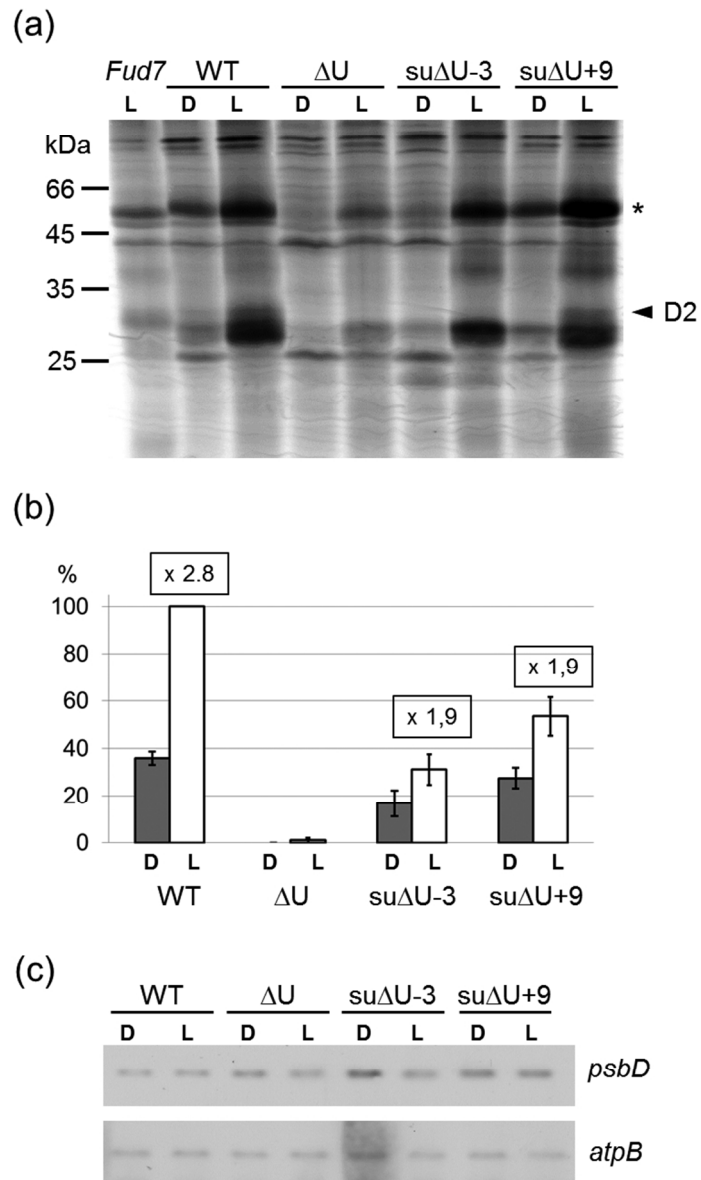 (a)
Fud7 WT ΔU suΔU-3 suΔU+9
L D L D L D L D L
kDa
66
45
35
25
*
D2
(b)
%
100
80
60
40
20
0
x 2.8
x 1,9
x 1,9
D L D L D L D L
WT ΔU suΔU-3 suΔU+9
(c)
WT ΔU suΔU-3 suΔU+9
D L D L D L D L
psbD
atpB